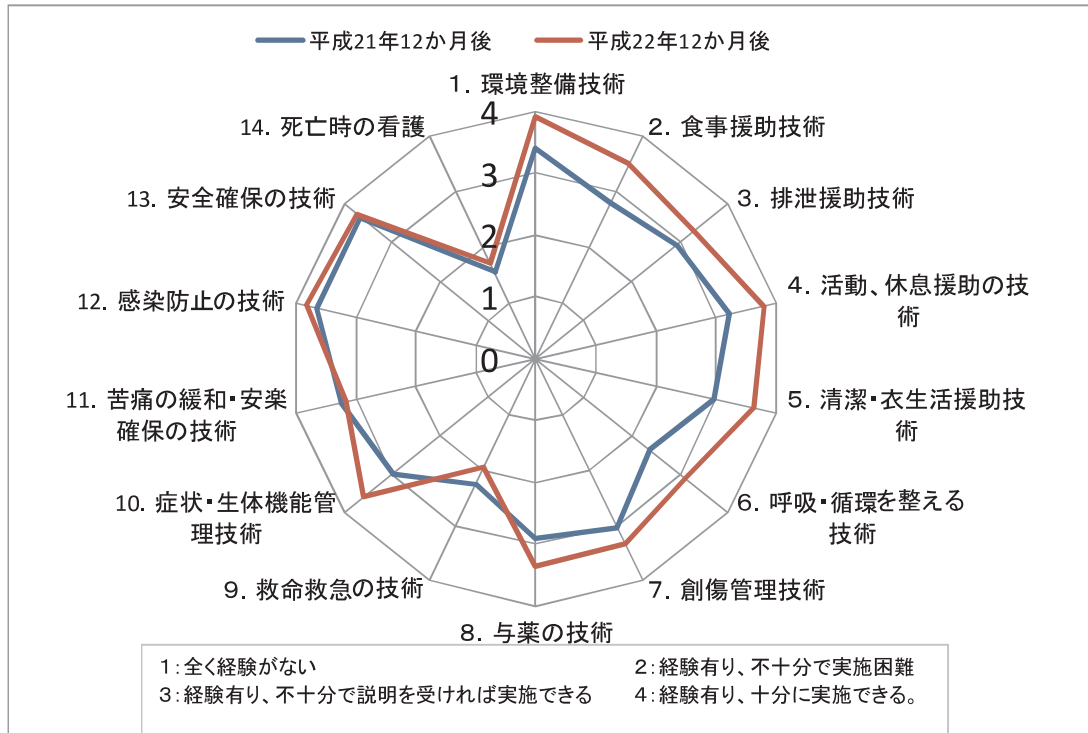 平成21年12か月後 平成22年12か月後
1．環境整備技術
2．食事援助技術
3．排泄援助技術
4．活動、休息援助の技
術
5．清潔・衣生活援助技
術
6．呼吸・循環を整える
技術
7．創傷管理技術
8．与薬の技術
9．救命救急の技術
10．症状・生体機能管
理技術
11．苦痛の緩和・安楽
確保の技術
12．感染防止の技術
13．安全確保の技術
14．死亡時の看護
4
3
2
1
0
1：全く経験がない 2：経験有り、不十分で実施困難
3：経験有り、不十分で説明を受ければ実施できる 4：経験有り、十分に実施できる。